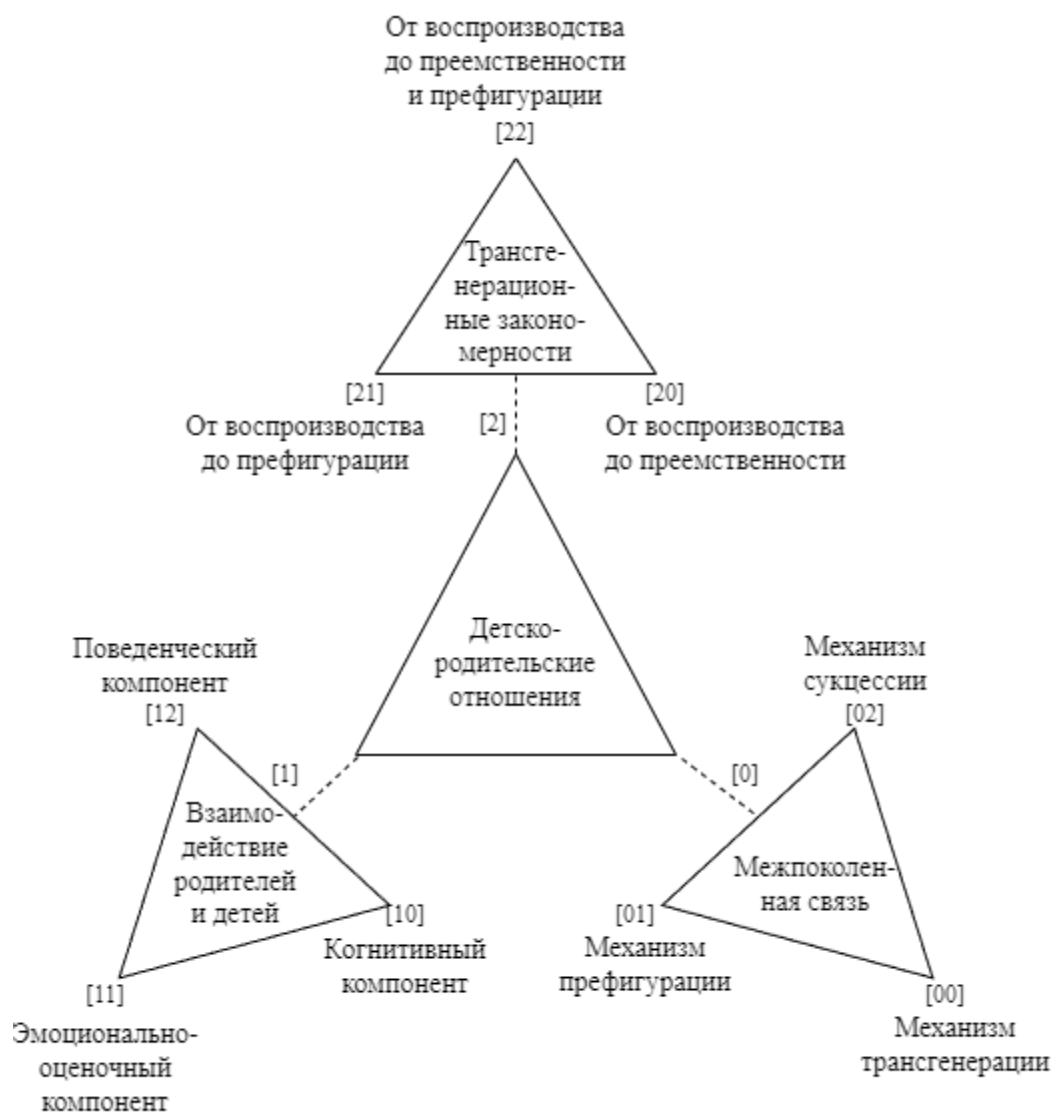 От воспроизводства
до преемственности
и префигурации
[22]
Трансге-
нерацион-
ные законо-
мерности
[21]
От воспроизводства
до префигурации
[2]
[20]
От воспроизводства
до преемственности
Детско-
родительские
отношения
Поведенческий
компонент
[12]
[1]
Взаимо-
действие
родителей
и детей
[10]
Когнитивный
компонент
[11]
Эмоционально-
оценочный
компонент
Механизм
сукцессии
[02]
[0]
Межпоколен-
ная связь
[01]
Механизм
префигурации
[00]
Механизм
трансгенерации